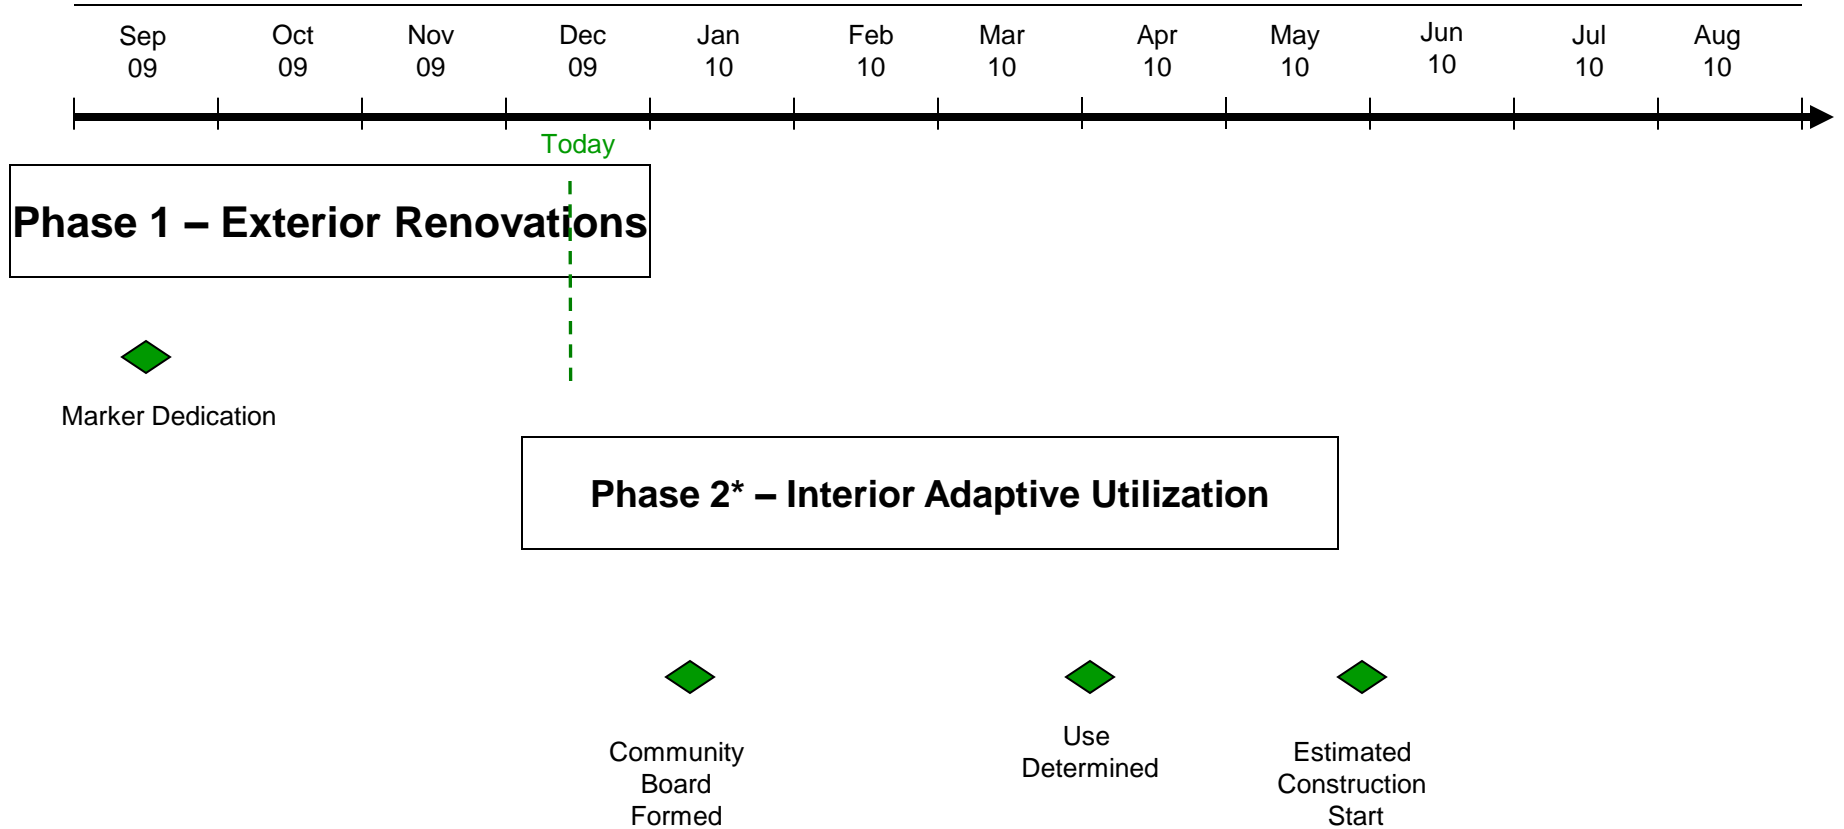 Sep Oct Nov Dec Jan Feb Mar Apr May Jun Jul Aug
09 09 09 09 10 10 10 10 10 10 10 10
Today
Phase 1 – Exterior Renovations
Marker Dedication
Phase 2* – Interior Adaptive Utilization
Community
Board
Formed
Use
Determined
Estimated
Construction
Start